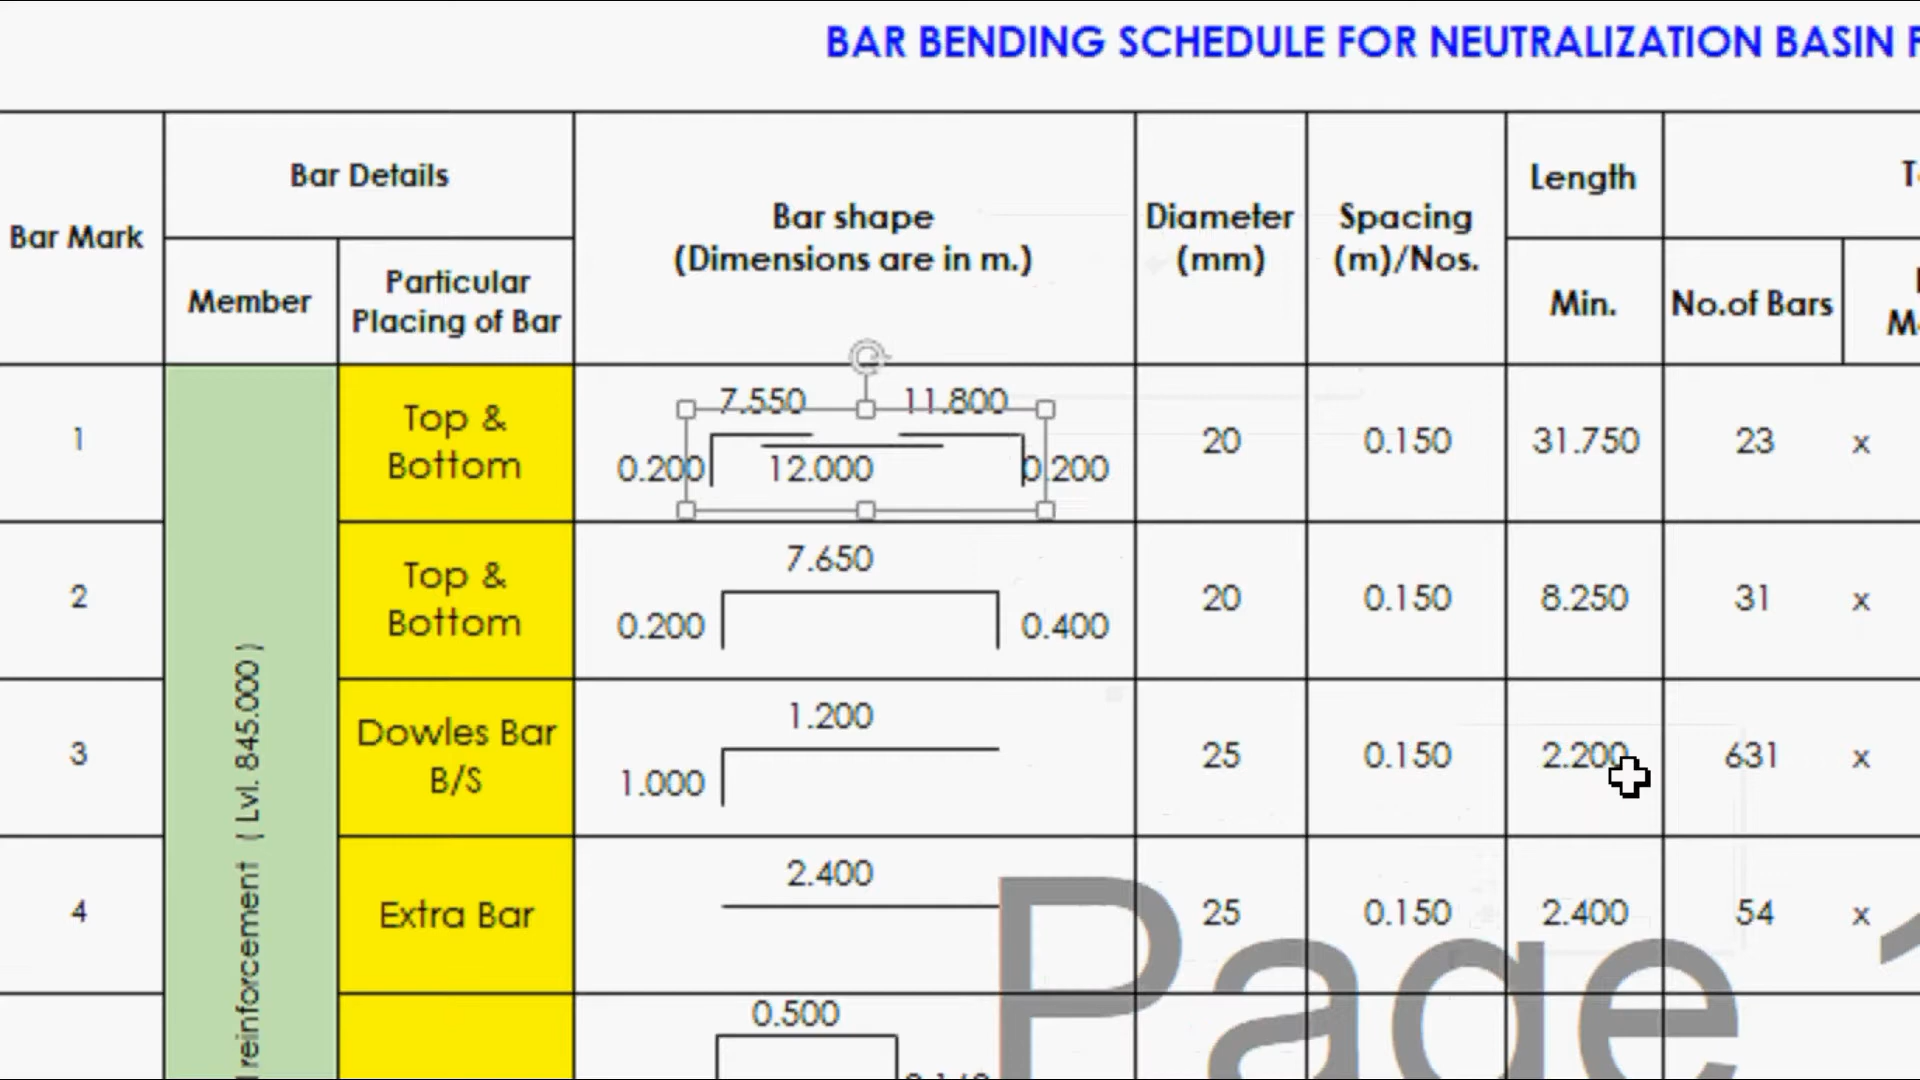 BAR BENDING SCHEDULE FOR NEUTRALIZATION BASIN
Bar Mark
Bar Details
Member
Particular
Placing of Bar
Bar shape
(Dimensions are in m.)
Diameter
(mm)
Spacing
(m)/Nos.
Length
Min.
No.of Bars
1
Top &
Bottom
7.550 11.800
0.200 12.000 0.200
20
0.150
31.750
23
x
2
Top &
Bottom
7.650
0.200 0.400
20
0.150
8.250
31
x
3
Dowles Bar
B/S
1.200
1.000
25
0.150
2.200
631
x
4
Extra Bar
2.400
25
0.150
2.400
54
x
0.500
reinforcement ( Lvl. 845.000 )
Page